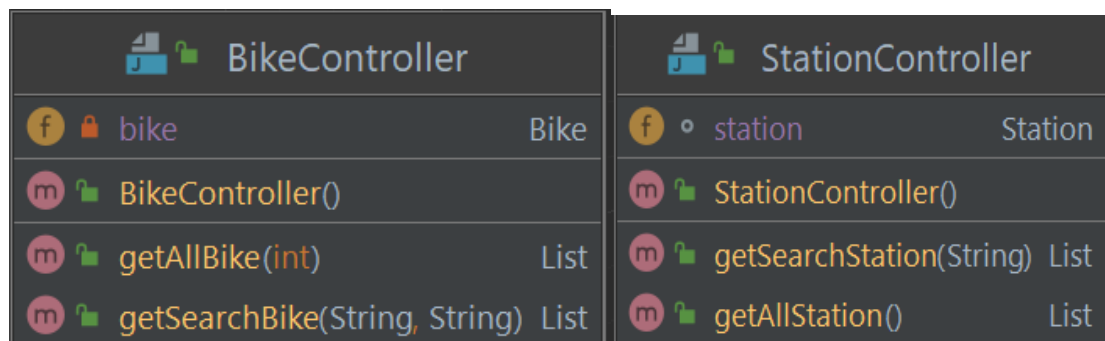 BikeController
f bike Bike
m BikeController()
m getAllBike(int) List
m getSearchBike(String, String) List
StationController
f station Station
m StationController()
m getSearchStation(String) List
m getAllStation() List